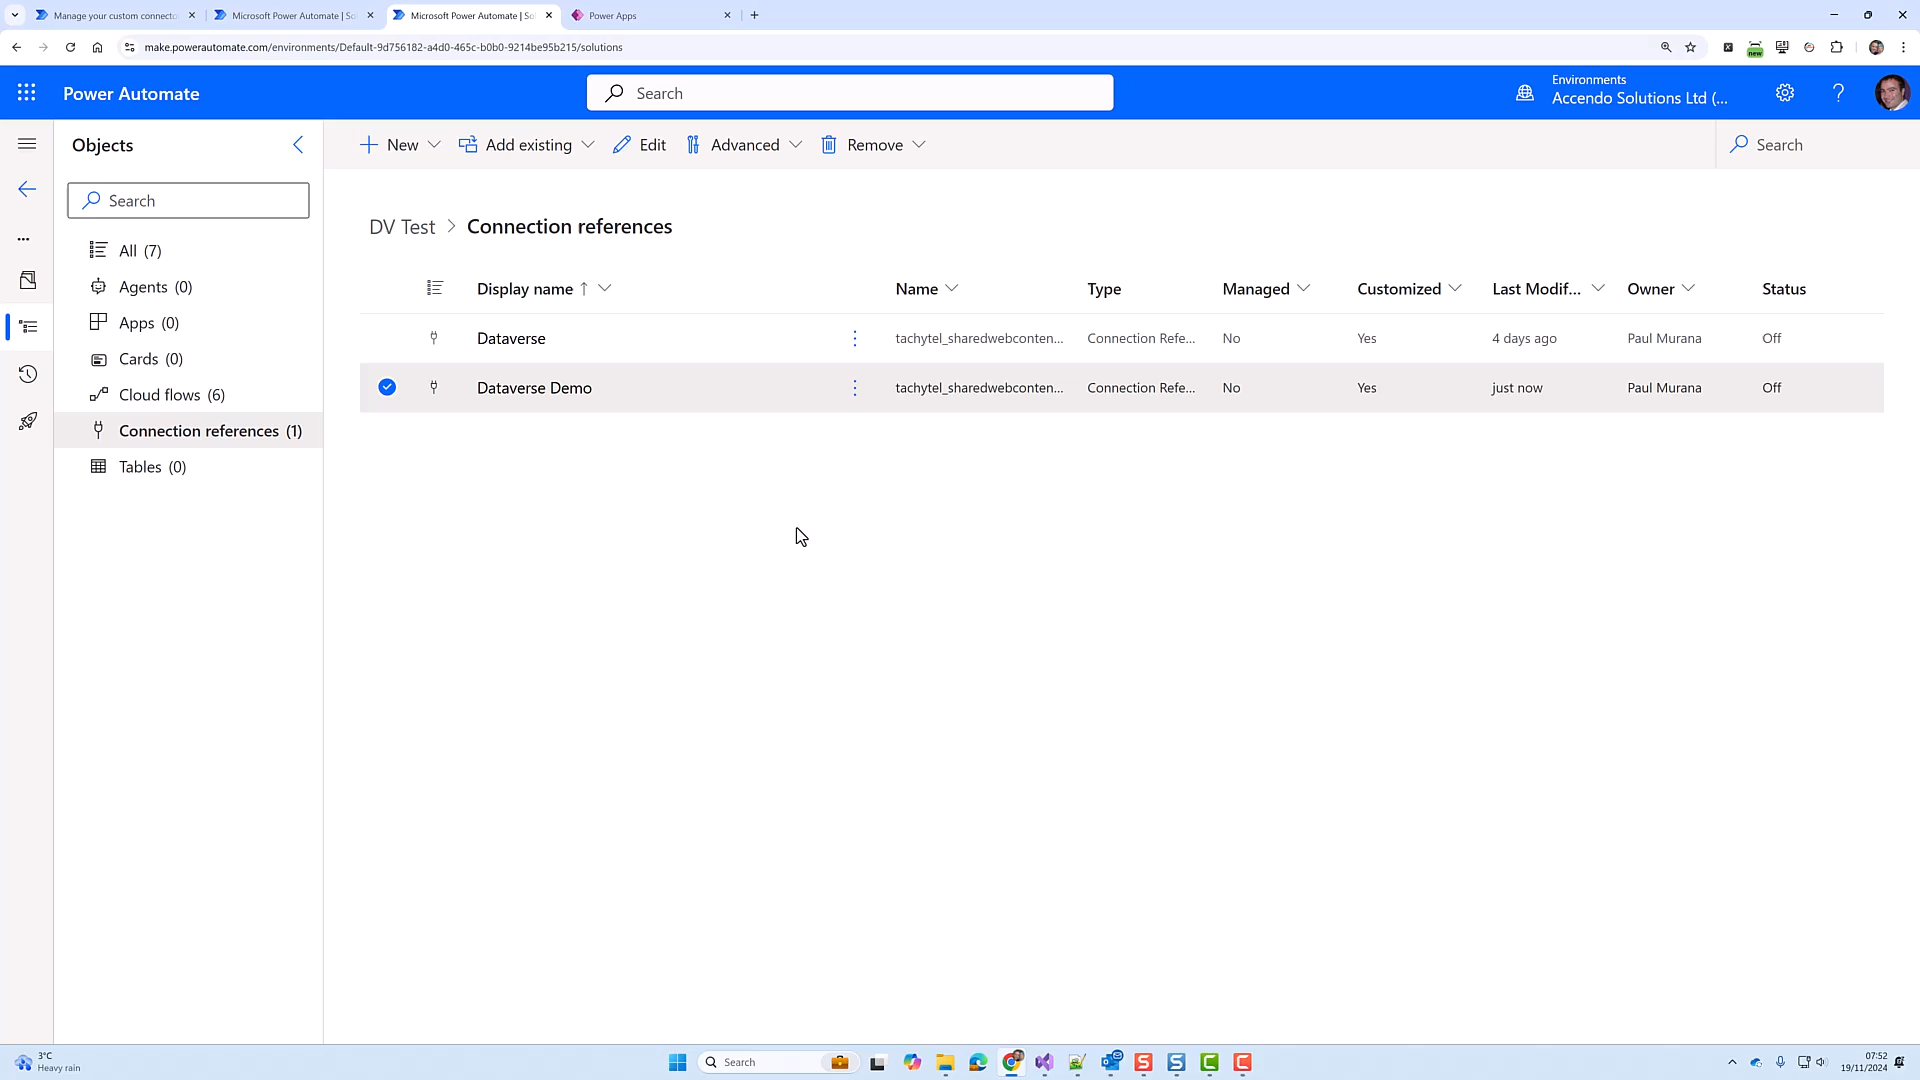 Manage your custom connecto
Microsoft Power Automate | So
Microsoft Power Automate | Sol
Power Apps
make.powerautomate.com/environments/Default-9d756182-a4d0-465c-b0b0-9214be95b215/solutions
new
Power Automate
Search
Environments
Accendo Solutions Ltd (...
Objects
New
Add existing
Edit
Advanced
Remove
Search
Search
DV Test > Connection references
All (7)
Agents (0)
Apps (0)
Cards (0)
Cloud flows (6)
Connection references (1)
Tables (0)
Display name ↑ Name Type Managed Customized Last Modif... Owner Status
Dataverse tachytel_sharedwebconten... Connection Refe... No Yes 4 days ago Paul Murana Off
Dataverse Demo tachytel_sharedwebconten... Connection Refe... No Yes just now Paul Murana Off
3°C
Heavy rain
Search
07:52
19/11/2024